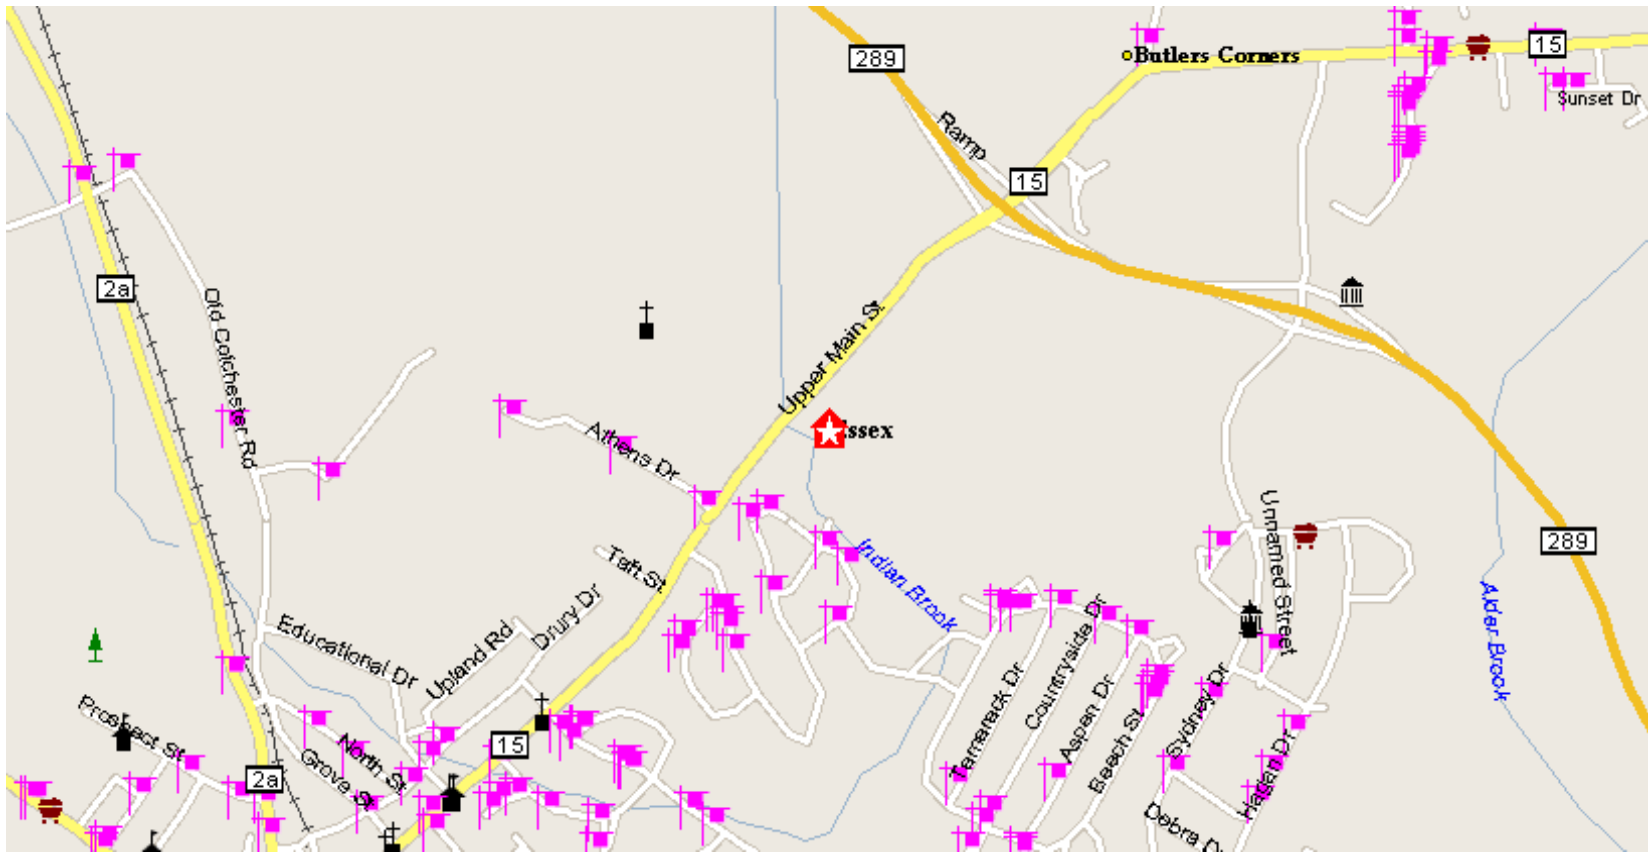 289
Butlers Corners
15
Sunset Dr
Ramp
15
2a
Old Colchester Rd
Upper Main St
Essex
Athens Dr
Unnamed Street
289
Taft St
Indian Brook
Alder Brook
Drury Dr
Educational Dr
Upland Rd
Countryside Dr
Tamarack Dr
Aspen Dr
Beech St
Sydney Dr
Prospect St
15
North St
Grove St
2a
Hagan Dr
Debra Dr